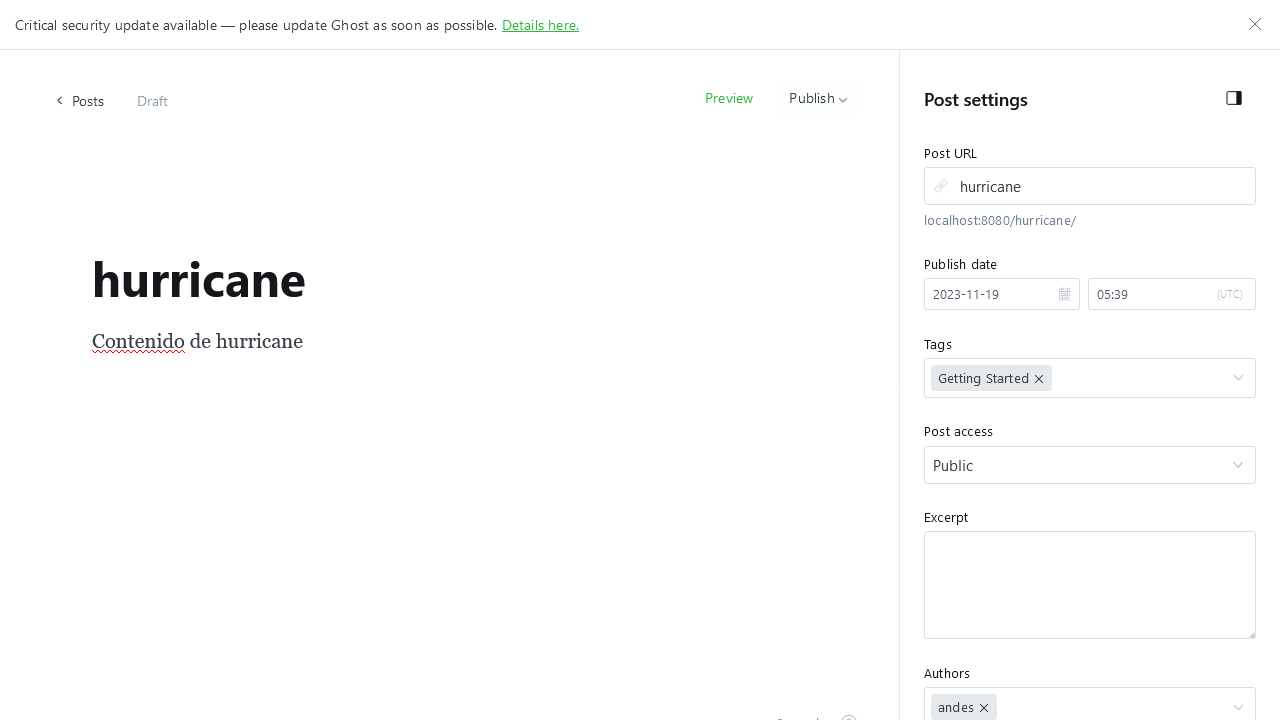 Critical security update available — please update Ghost as soon as possible. Details here.
Posts
Draft
Preview
Publish
hurricane
Contenido de hurricane
Post settings
Post URL
hurricane
localhost:8080/hurricane/
Publish date
2023-11-19
05:39
(UTC)
Tags
Getting Started
Post access
Public
Excerpt
Authors
andes